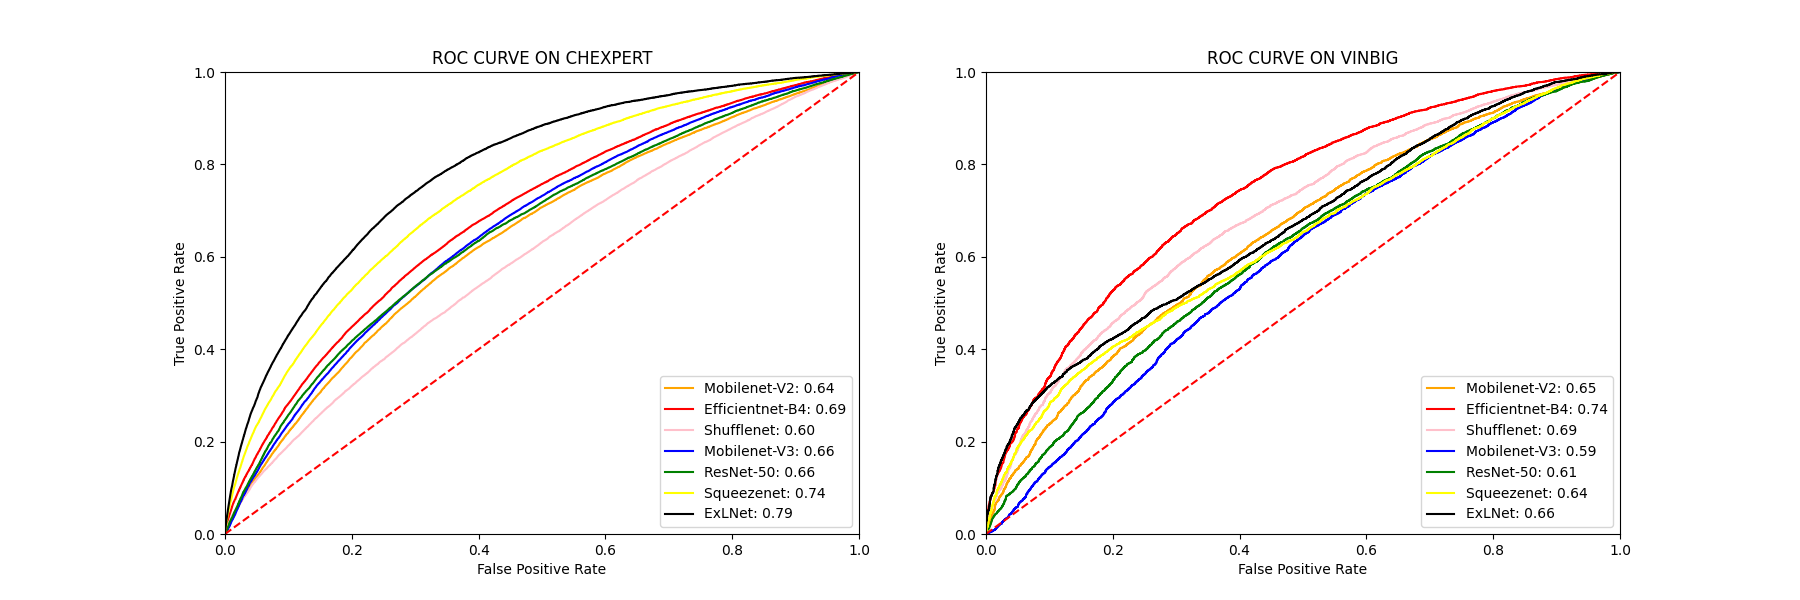 ROC CURVE ON CHEXPERT
True Positive Rate
1.0
0.8
0.6
0.4
0.2
0.0
Mobilenet-V2: 0.64
Efficientnet-B4: 0.69
Shufflenet: 0.60
Mobilenet-V3: 0.66
ResNet-50: 0.66
Squeezenet: 0.74
ExLNet: 0.79
0.0 0.2 0.4 0.6 0.8 1.0
False Positive Rate
ROC CURVE ON VINBIG
True Positive Rate
1.0
0.8
0.6
0.4
0.2
0.0
Mobilenet-V2: 0.65
Efficientnet-B4: 0.74
Shufflenet: 0.69
Mobilenet-V3: 0.59
ResNet-50: 0.61
Squeezenet: 0.64
ExLNet: 0.66
0.0 0.2 0.4 0.6 0.8 1.0
False Positive Rate